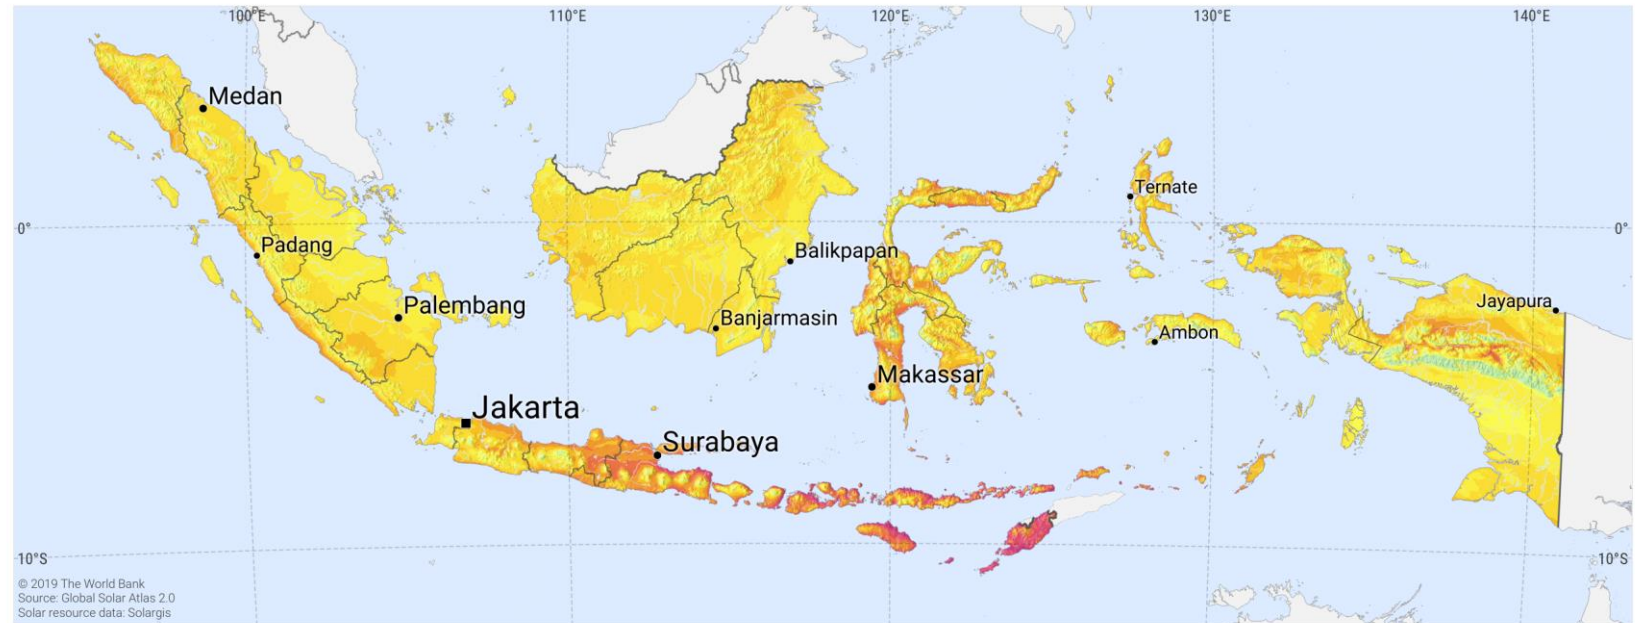 100°E
110°E
120°E
130°E
140°E
Medan
Ternate
0°
0°
Padang
Balikpapan
Palembang
Jayapura
Banjarmasin
Ambon
Makassar
Jakarta
Surabaya
10°S
10°S
© 2019 The World Bank
Source: Global Solar Atlas 2.0
Solar resource data: Solargis